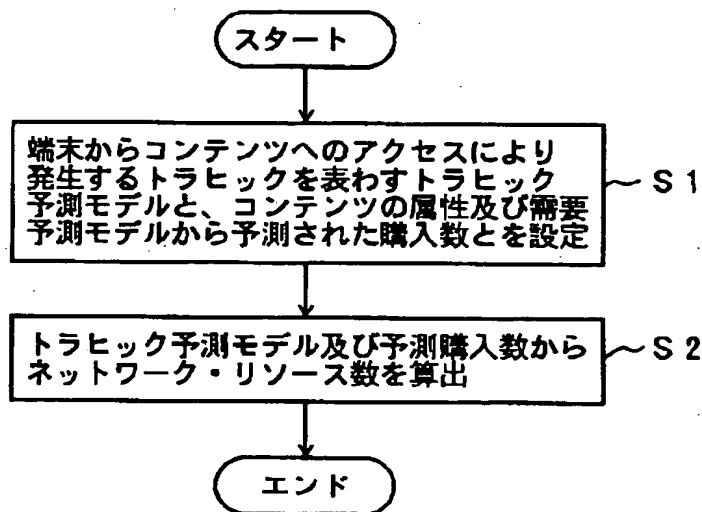 スタート
端末からコンテンツへのアクセスにより
発生するトラヒックを表わすトラヒック
予測モデルと、コンテンツの属性及び需要
予測モデルから予測された購入数とを設定
S1
トラヒック予測モデル及び予測購入数から
ネットワーク・リソース数を算出
S2
エンド